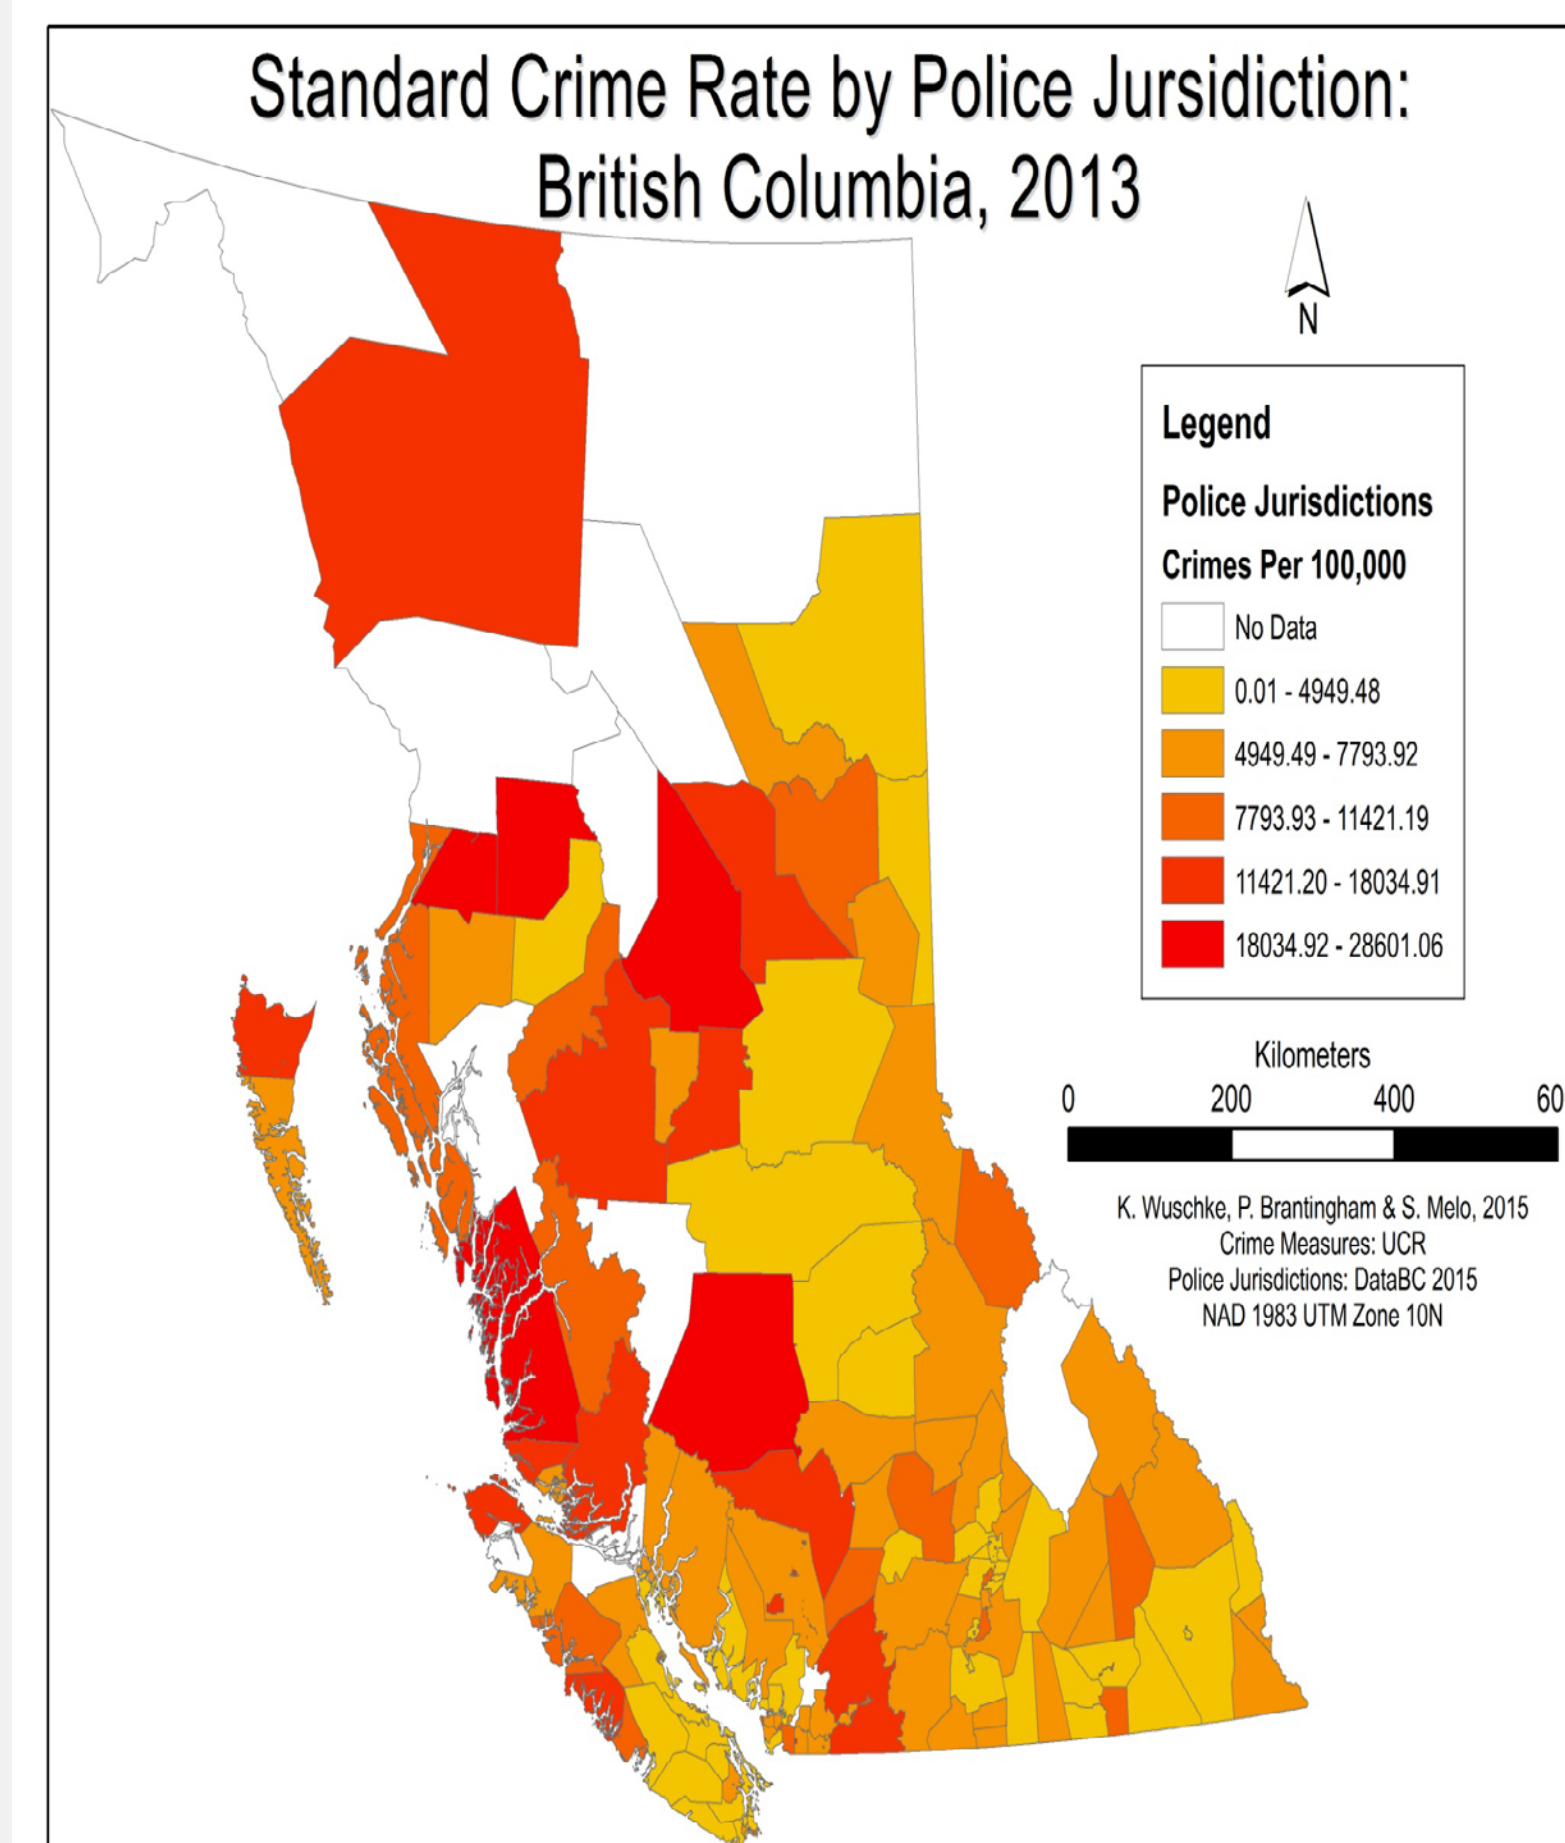 Standard Crime Rate by Police Jursidiction:
British Columbia, 2013
N
Legend
Police Jurisdictions
Crimes Per 100,000
No Data
0.01 - 4949.48
4949.49 - 7793.92
7793.93 - 11421.19
11421.20 - 18034.91
18034.92 - 28601.06
Kilometers
0 200 400 60
K. Wuschke, P. Brantingham & S. Melo, 2015
Crime Measures: UCR
Police Jurisdictions: DataBC 2015
NAD 1983 UTM Zone 10N